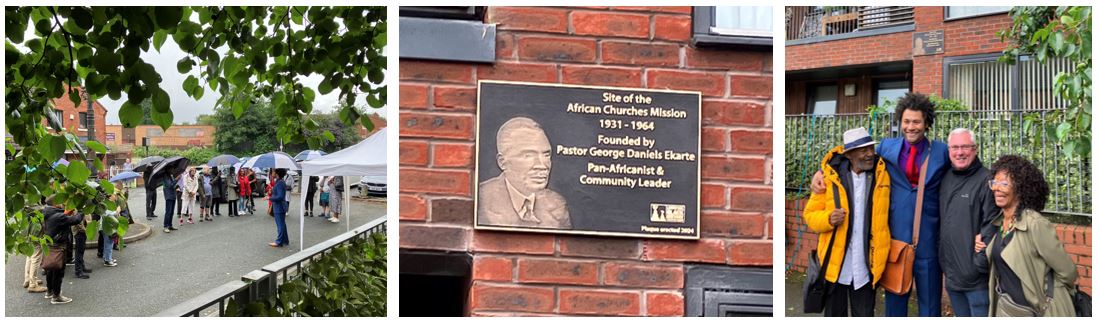 Site of the
African Churches Mission
1931 - 1964
Founded by
Pastor George Daniels Ekarte
Pan-Africanist &
Community Leader
Plaque erected 2024